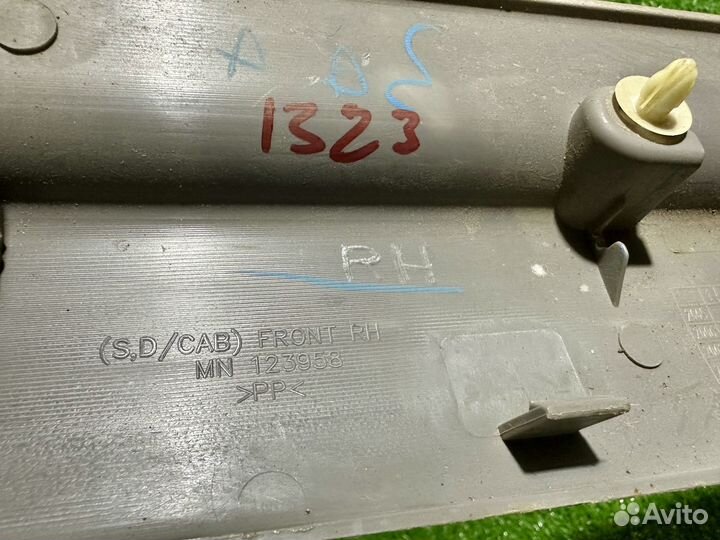 1323
RH
(S,D/CAB) FRONT RH
MN 123958
>PP<
Avito